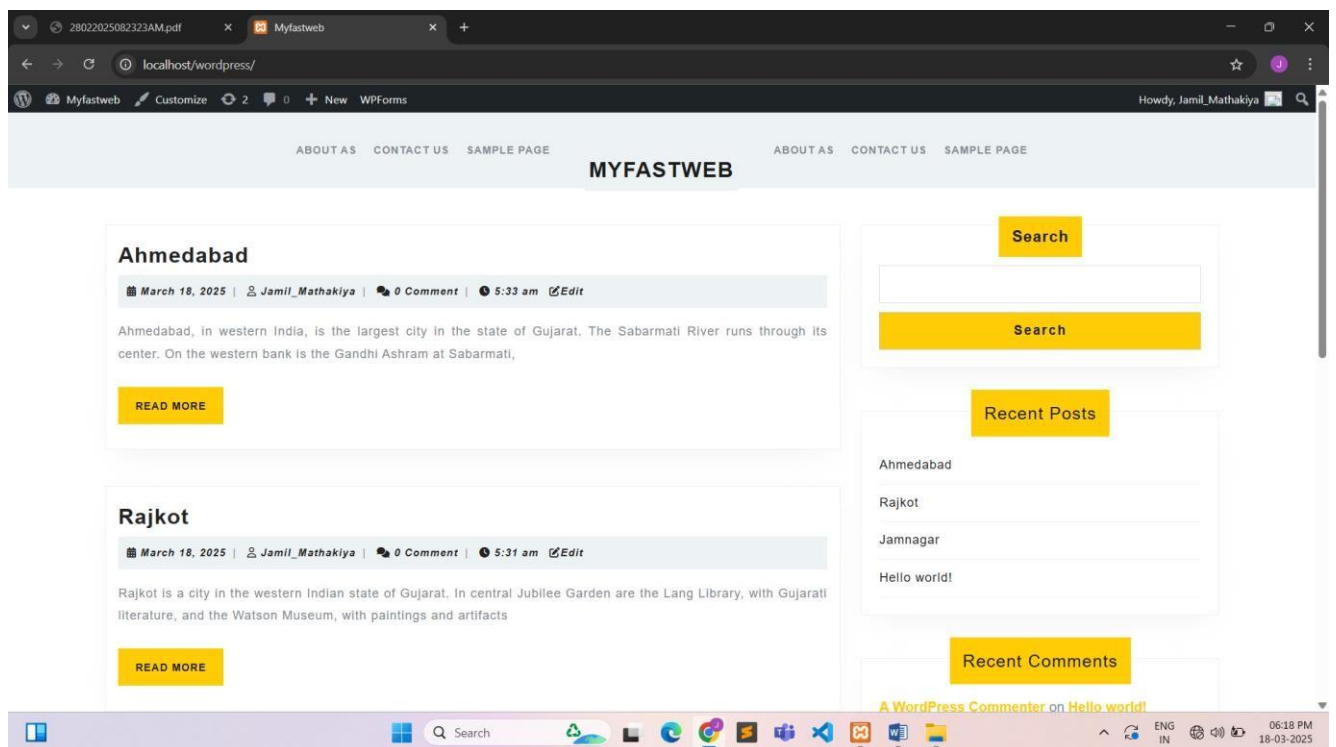 28022025082323AM.pdf
Myfastweb
localhost/wordpress/
J
Myfastweb Customize 2 0 New WPForms
Howdy, Jamil_Mathakiya
ABOUT AS CONTACT US SAMPLE PAGE
MYFASTWEB
ABOUT AS CONTACT US SAMPLE PAGE
Ahmedabad
March 18, 2025 | Jamil_Mathakiya | 0 Comment | 5:33 am Edit
Ahmedabad, in western India, is the largest city in the state of Gujarat. The Sabarmati River runs through its
center. On the western bank is the Gandhi Ashram at Sabarmati,
READ MORE
Rajkot
March 18, 2025 | Jamil_Mathakiya | 0 Comment | 5:31 am Edit
Rajkot is a city in the western Indian state of Gujarat. In central Jubilee Garden are the Lang Library, with Gujarati
literature, and the Watson Museum, with paintings and artifacts
READ MORE
Search
Search
Recent Posts
Ahmedabad
Rajkot
Jamnagar
Hello world!
Recent Comments
A WordPress Commenter on Hello world!
Search
ENG
IN
06:18 PM
18-03-2025